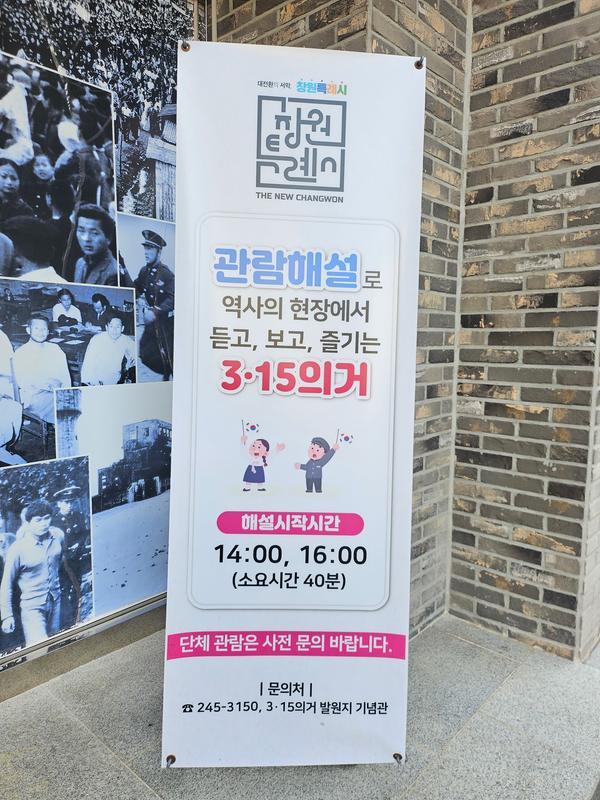 대전환의 서막, 창원특례시
창원
특례시
THE NEW CHANGWON
관람해설로
역사의 현장에서
듣고, 보고, 즐기는
3·15의거
해설시작시간
14:00, 16:00
(소요시간 40분)
단체 관람은 사전 문의 바랍니다.
| 문의처 |
☎ 245-3150, 3·15의거 발원지 기념관